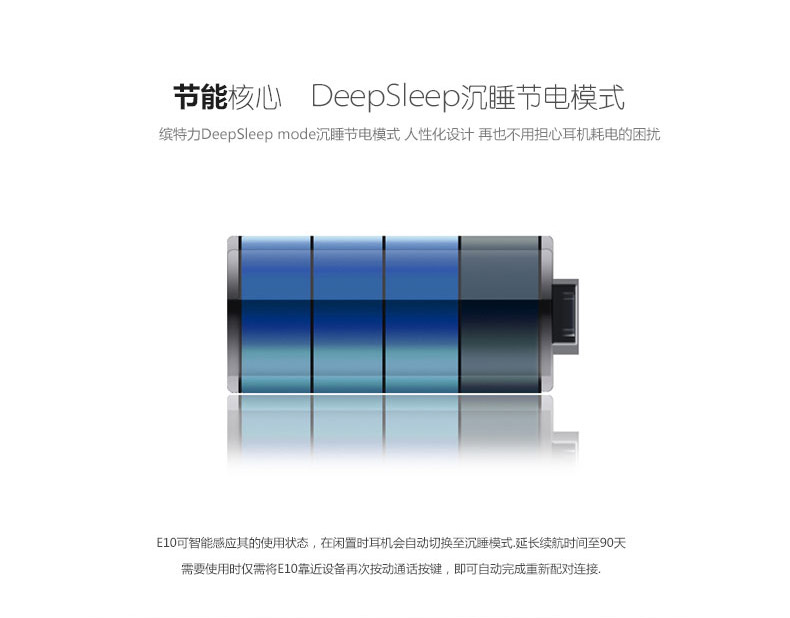 节能核心 DeepSleep沉睡节电模式
缤特力DeepSleep mode沉睡节电模式 人性化设计 再也不用担心耳机耗电的困扰
E10可智能感应其的使用状态，在闲置时耳机会自动切换至沉睡模式.延长续航时间至90天
需要使用时仅需将E10靠近设备再次按动通话按键，即可自动完成重新配对连接.